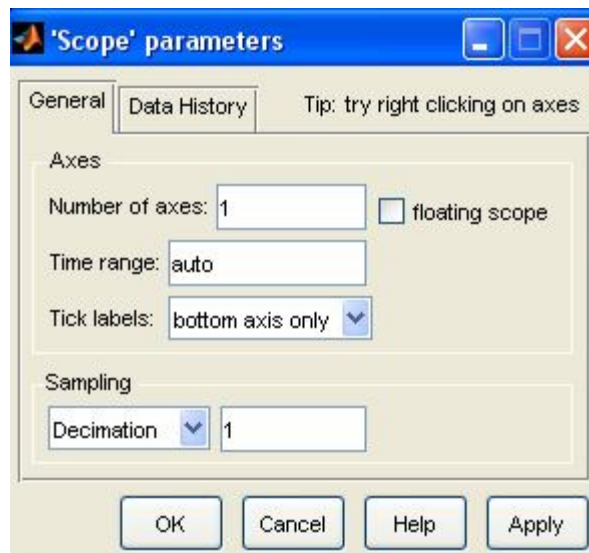 'Scope' parameters
General Data History Tip: try right clicking on axes
Axes
Number of axes: 1 floating scope
Time range: auto
Tick labels: bottom axis only
Sampling
Decimation 1
OK Cancel Help Apply